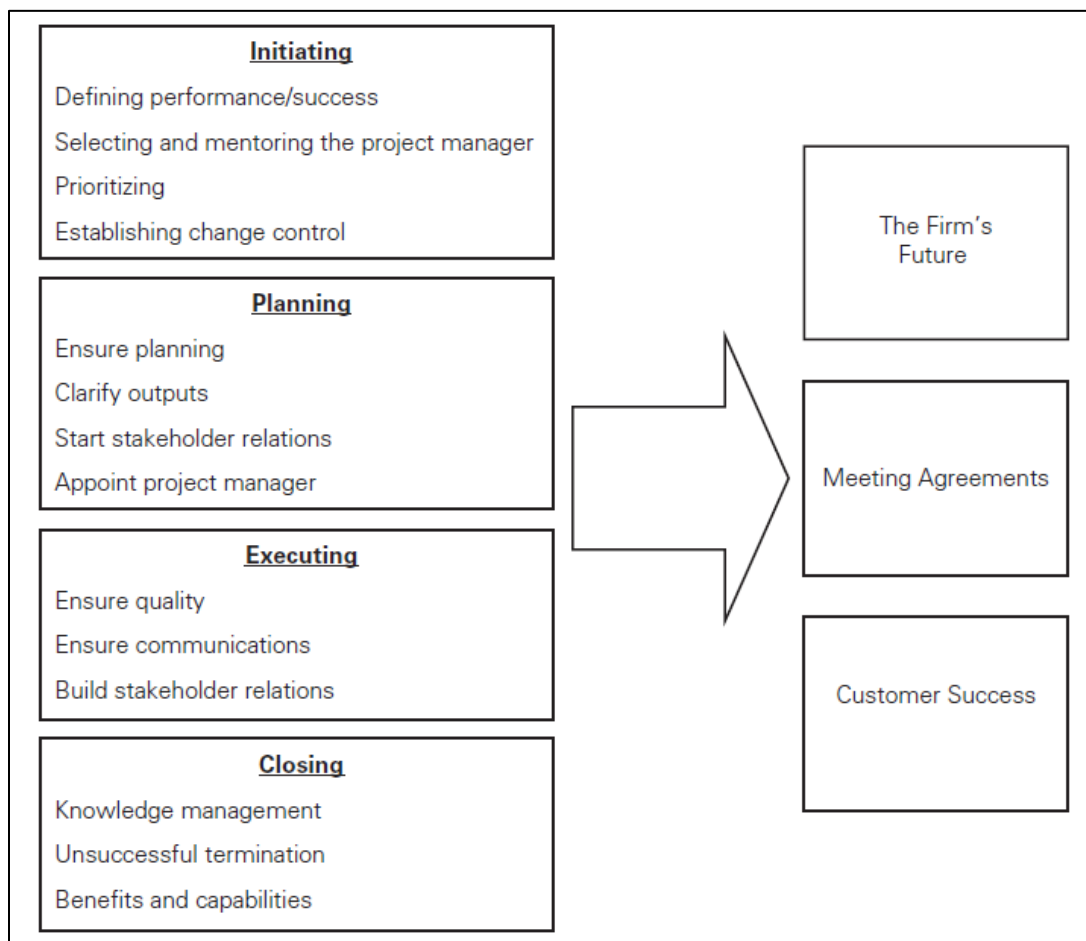 Initiating
Defining performance/success
Selecting and mentoring the project manager
Prioritizing
Establishing change control
Planning
Ensure planning
Clarify outputs
Start stakeholder relations
Appoint project manager
Executing
Ensure quality
Ensure communications
Build stakeholder relations
Closing
Knowledge management
Unsuccessful termination
Benefits and capabilities
The Firm's
Future
Meeting Agreements
Customer Success